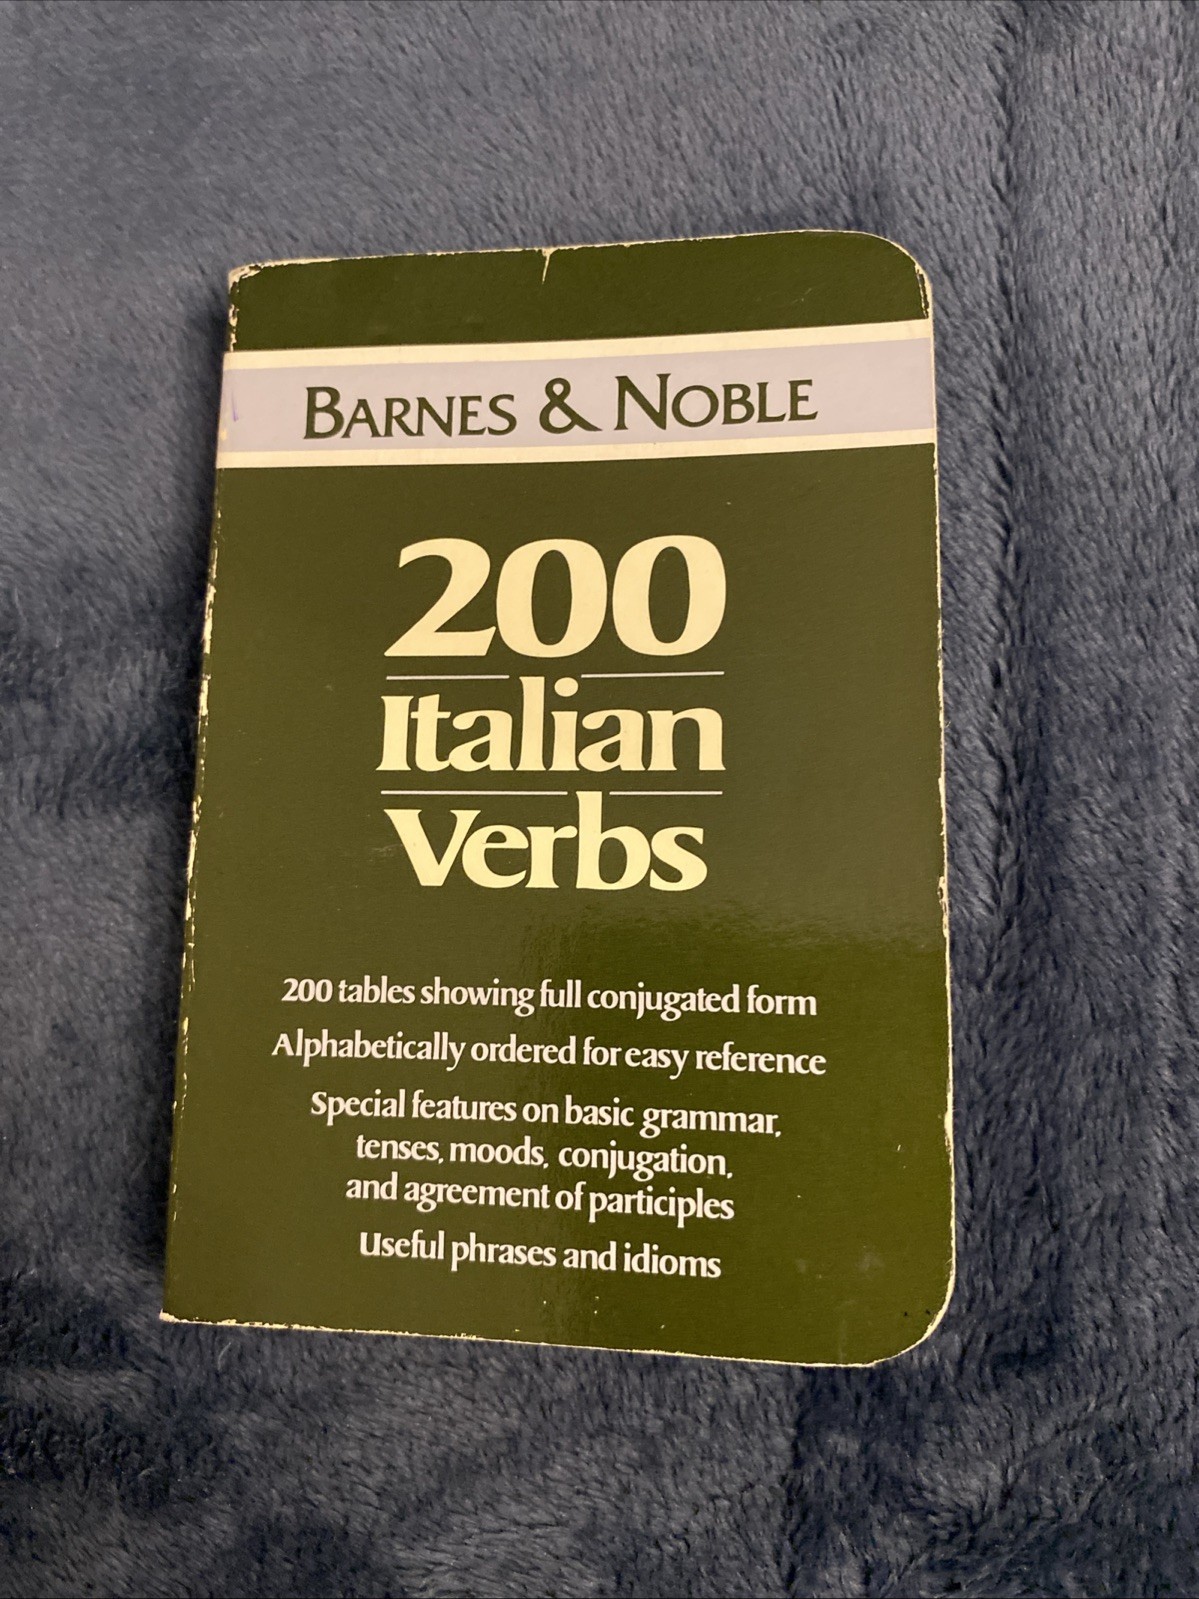 BARNES & NOBLE
200
Italian
Verbs
200 tables showing full conjugated form
Alphabetically ordered for easy reference
Special features on basic grammar,
tenses, moods, conjugation,
and agreement of participles
Useful phrases and idioms